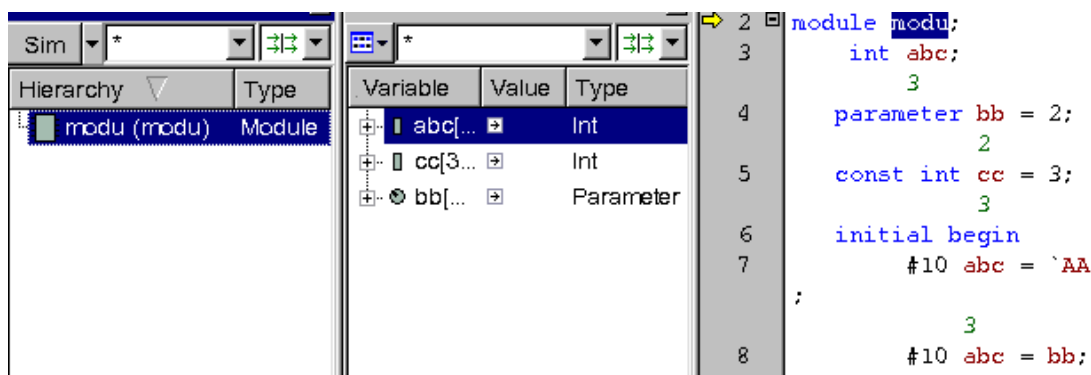 Sim *
Hierarchy Type
modu (modu) Module
*
Variable Value Type
abc[... Int
cc[3... Int
bb[... Parameter
2 module modu;
3 int abc;
3
4 parameter bb = 2;
2
5 const int cc = 3;
3
6 initial begin
7 #10 abc = `AA
;
3
8 #10 abc = bb;